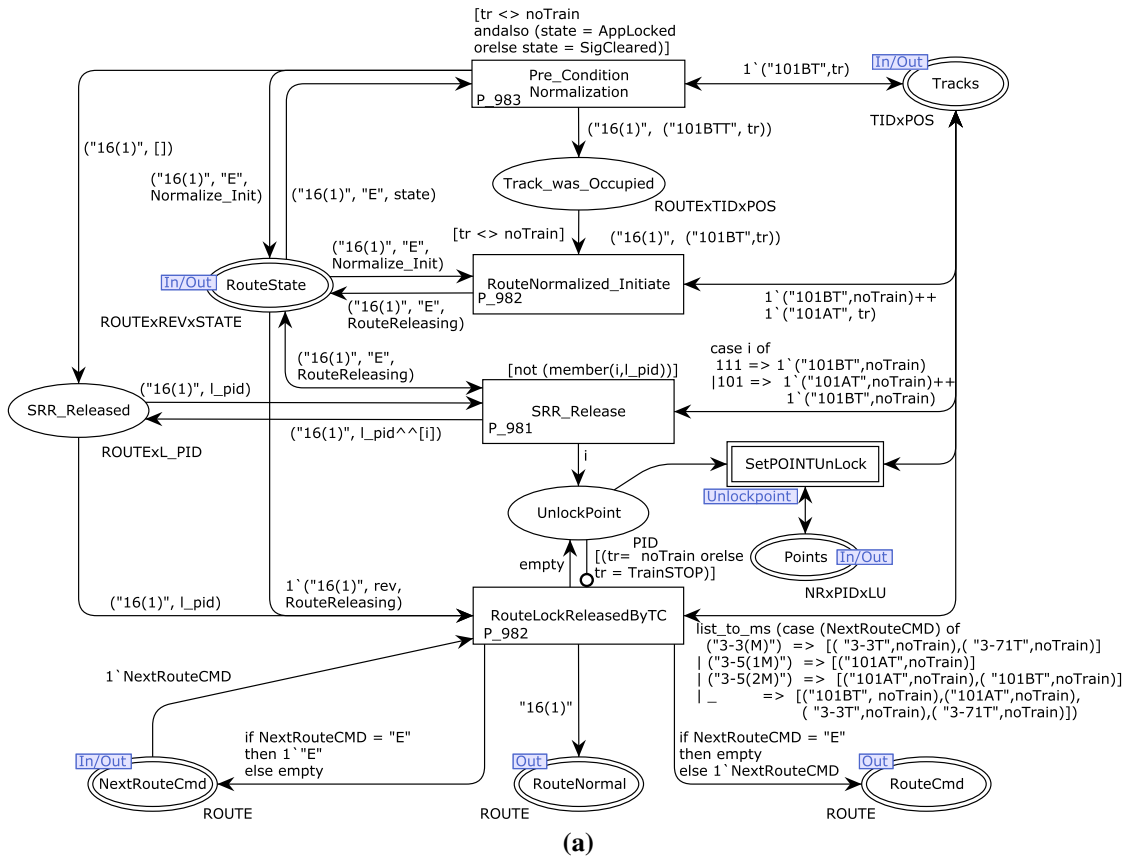 [tr <> noTrain
andalso (state = AppLocked
orelse state = SigCleared)]
Pre_Condition
Normalization
P_983
1`("101BT",tr)
In/Out
Tracks
TIDxPOS
("16(1)", [])
("16(1)", "E",
Normalize_Init)
("16(1)", "E", state)
("16(1)",  ("101BTT", tr))
Track_was_Occupied
ROUTExTIDxPOS
[tr <> noTrain]
("16(1)",  ("101BT",tr))
("16(1)", "E",
Normalize_Init)
In/Out
RouteState
ROUTExREVxSTATE
RouteNormalized_Initiate
P_982
("16(1)", "E",
RouteReleasing)
1`("101BT",noTrain)++
1`("101AT", tr)
("16(1)", "E",
RouteReleasing)
[not (member(i,l_pid))]
case i of
111 => 1`("101BT",noTrain)
|101 =>  1`("101AT",noTrain)++
1`("101BT",noTrain)
SRR_Released
ROUTExL_PID
("16(1)", l_pid)
SRR_Release
P_981
("16(1)", l_pid^^[i])
i
SetPOINTUnLock
Unlockpoint
UnlockPoint
PID
Points
In/Out
NRxPIDxLU
empty
[(tr=  noTrain orelse
tr = TrainSTOP)]
("16(1)", l_pid)
1`("16(1)", rev,
RouteReleasing)
RouteLockReleasedByTC
P_982
list_to_ms (case (NextRouteCMD) of
("3-3(M)")  =>  [( "3-3T",noTrain),( "3-71T",noTrain)]
| ("3-5(1M)")  => [("101AT",noTrain)]
| ("3-5(2M)")  => [("101AT",noTrain),( "101BT",noTrain)]
| _  =>  [("101BT", noTrain),("101AT",noTrain),
( "3-3T",noTrain),( "3-71T",noTrain)])
1`NextRouteCMD
"16(1)"
if NextRouteCMD = "E"
then 1`"E"
else empty
if NextRouteCMD = "E"
then empty
else 1`NextRouteCMD
In/Out
NextRouteCmd
ROUTE
Out
RouteNormal
ROUTE
Out
RouteCmd
ROUTE
(a)